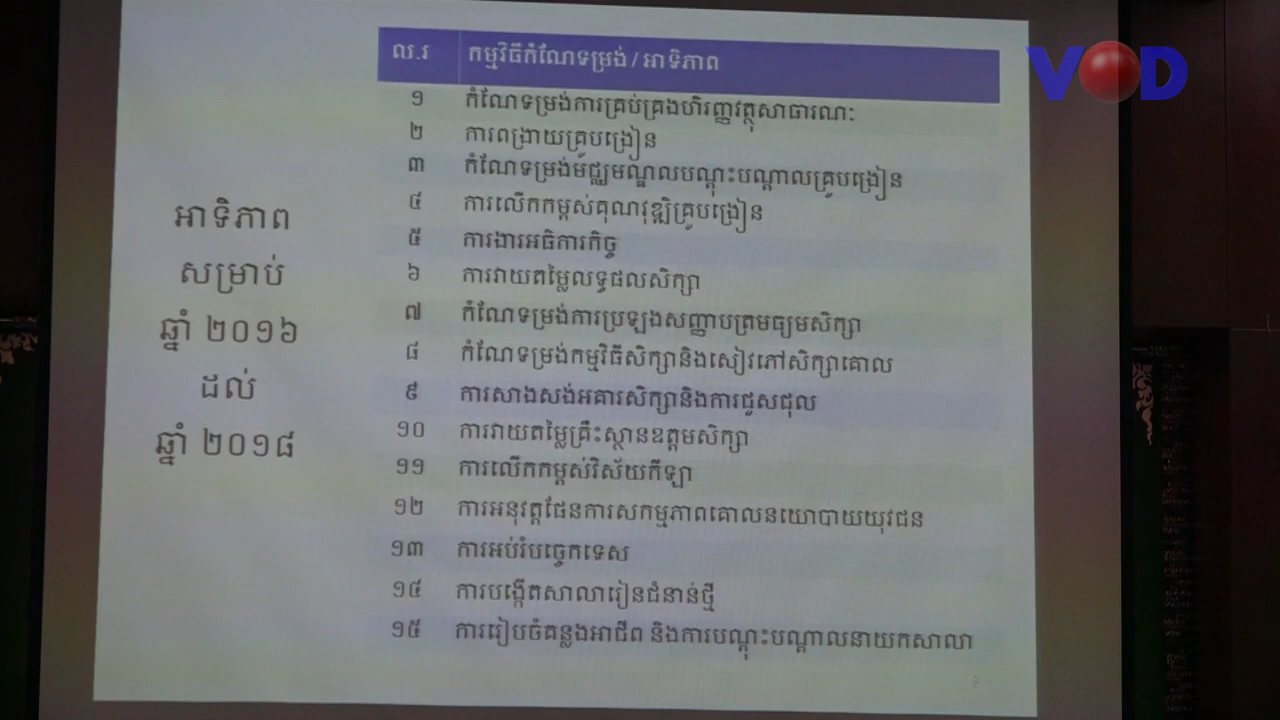 VOD
ល.រ កម្មវិធីកំណែទម្រង់ / អាទិភាព
១ កំណែទម្រង់ការគ្រប់គ្រងហិរញ្ញវត្ថុសាធារណៈ
២ ការពង្រាយគ្រូបង្រៀន
៣ កំណែទម្រង់មជ្ឈមណ្ឌលបណ្តុះបណ្តាលគ្រូបង្រៀន
៤ ការលើកកម្ពស់គុណវុឌ្ឍិគ្រូបង្រៀន
៥ ការងារអធិការកិច្ច
៦ ការវាយតម្លៃលទ្ធផលសិក្សា
៧ កំណែទម្រង់ការប្រឡងសញ្ញាបត្រមធ្យមសិក្សា
៨ កំណែទម្រង់កម្មវិធីសិក្សានិងសៀវភៅសិក្សាគោល
៩ ការសាងសង់អគារសិក្សានិងការជួសជុល
១០ ការវាយតម្លៃគ្រឹះស្ថានឧត្តមសិក្សា
១១ ការលើកកម្ពស់វិស័យកីឡា
១២ ការអនុវត្តផែនការសកម្មភាពគោលនយោបាយយុវជន
១៣ ការអប់រំបច្ចេកទេស
១៤ ការបង្កើតសាលារៀនជំនាន់ថ្មី
១៥ ការរៀបចំគន្លងអាជីព និងការបណ្តុះបណ្តាលនាយកសាលា
អាទិភាព
សម្រាប់
ឆ្នាំ ២០១៦
ដល់
ឆ្នាំ ២០១៨